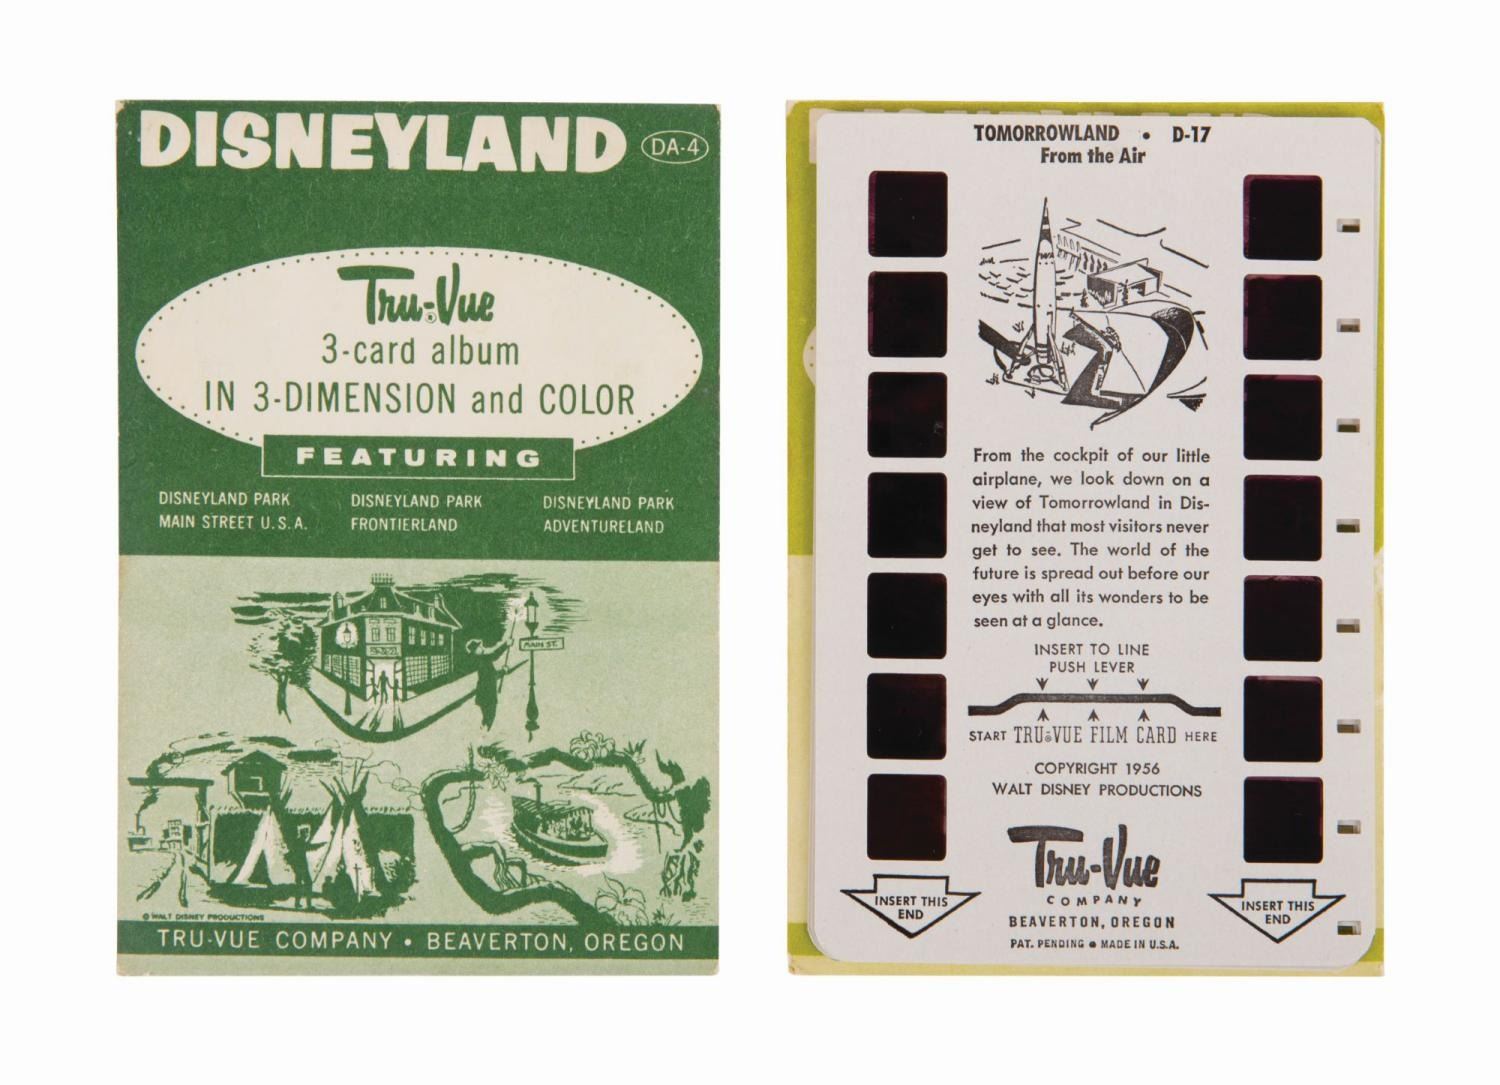 DISNEYLAND DA-4
Tru-Vue®
3-card album
IN 3-DIMENSION and COLOR
FEATURING
DISNEYLAND PARK
MAIN STREET U.S.A.
DISNEYLAND PARK
FRONTIERLAND
DISNEYLAND PARK
ADVENTURELAND
MAIN ST.
© WALT DISNEY PRODUCTIONS
TRU-VUE COMPANY • BEAVERTON, OREGON
TOMORROWLAND • D-17
From the Air
From the cockpit of our little
airplane, we look down on a
view of Tomorrowland in Dis-
neyland that most visitors never
get to see. The world of the
future is spread out before our
eyes with all its wonders to be
seen at a glance.
INSERT TO LINE
PUSH LEVER
START TRU-VUE® FILM CARD HERE
COPYRIGHT 1956
WALT DISNEY PRODUCTIONS
Tru-Vue
COMPANY
BEAVERTON, OREGON
PAT. PENDING • MADE IN U.S.A.
INSERT THIS
END
INSERT THIS
END